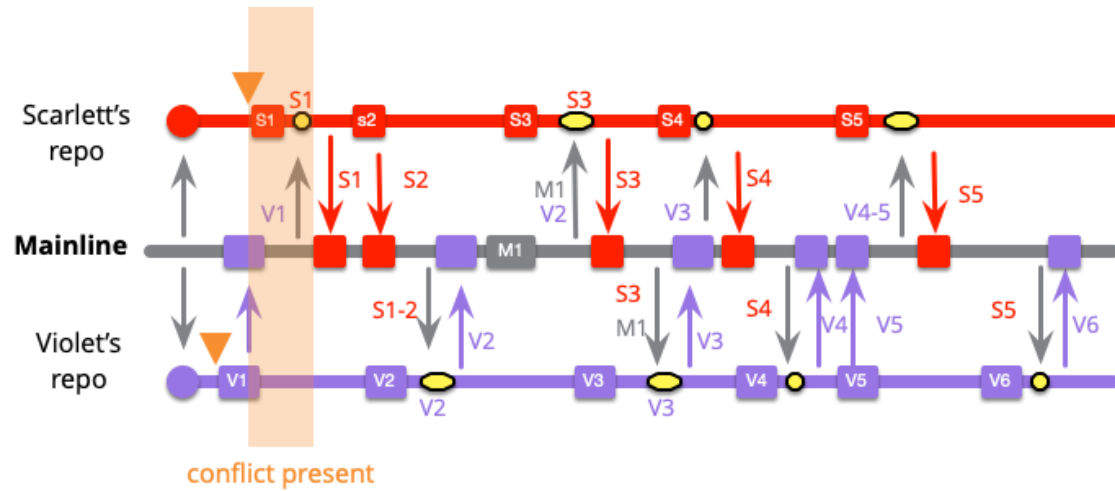 S1
S3
Scarlett's
repo
S1
s2
S3
S4
S5
S1
S2
M1
V2
S3
V3
S4
V4-5
S5
V1
Mainline
M1
S1-2
V2
S3
M1
V3
S4
V4
V5
S5
V6
Violet's
repo
V1
V2
V3
V4
V5
V6
V2
V3
conflict present